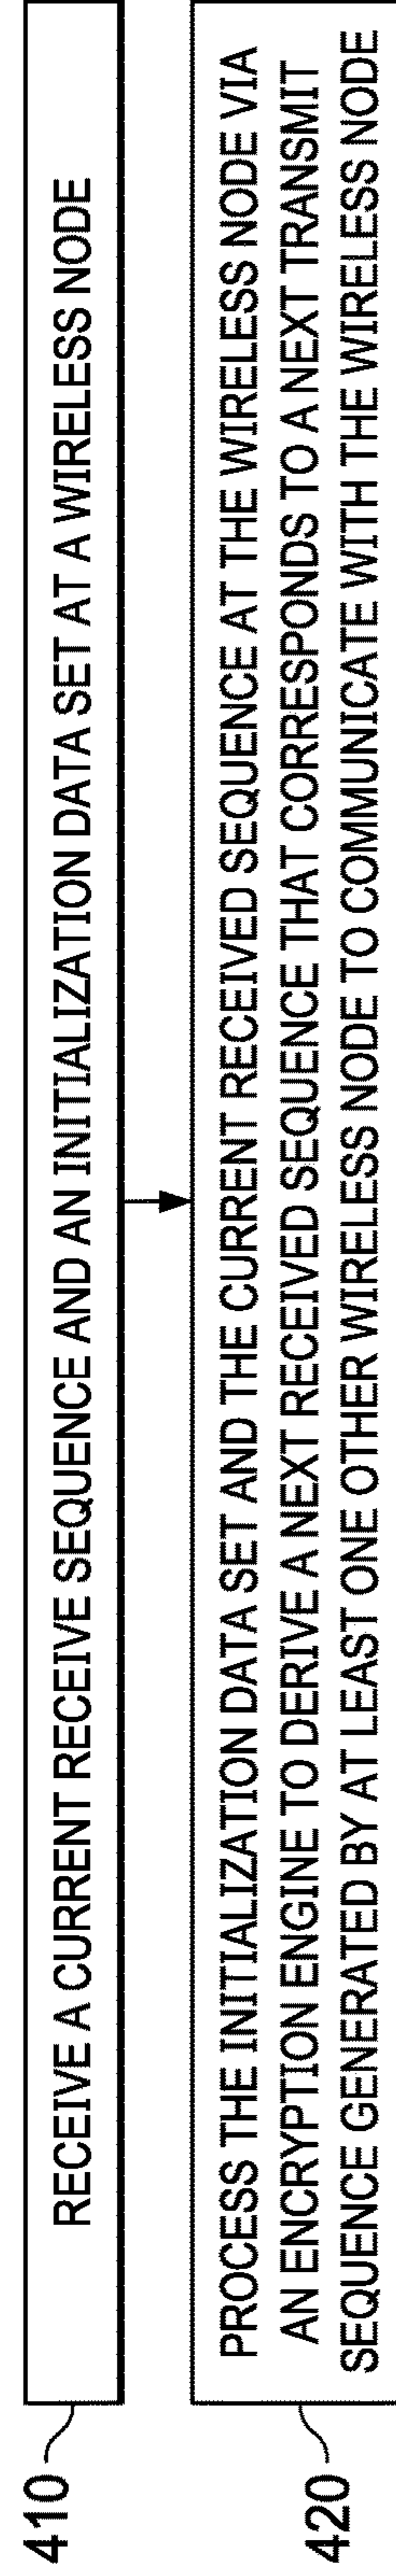 410
RECEIVE A CURRENT RECEIVE SEQUENCE AND AN INITIALIZATION DATA SET AT A WIRELESS NODE
420
PROCESS THE INITIALIZATION DATA SET AND THE CURRENT RECEIVED SEQUENCE AT THE WIRELESS NODE VIA
AN ENCRYPTION ENGINE TO DERIVE A NEXT RECEIVED SEQUENCE THAT CORRESPONDS TO A NEXT TRANSMIT
SEQUENCE GENERATED BY AT LEAST ONE OTHER WIRELESS NODE TO COMMUNICATE WITH THE WIRELESS NODE